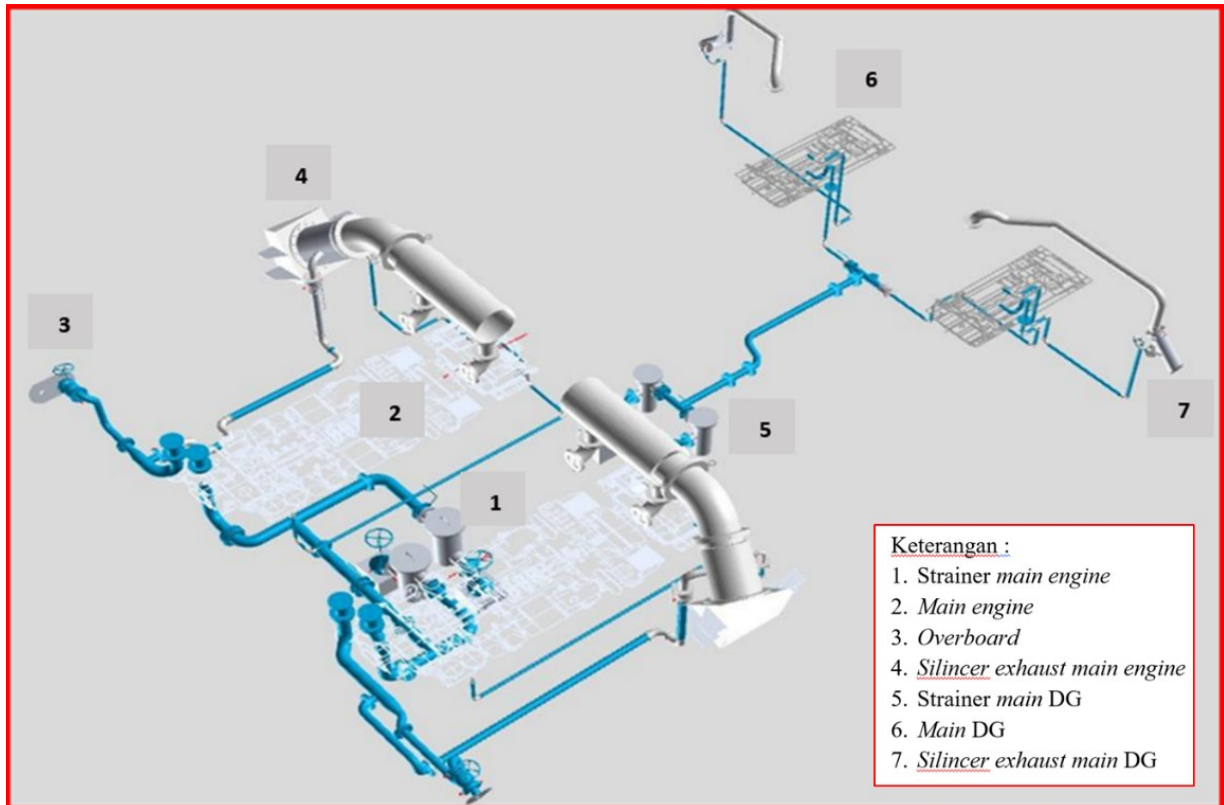 6
4
3
2
5
7
1
Keterangan :
1. Strainer main engine
2. Main engine
3. Overboard
4. Silincer exhaust main engine
5. Strainer main DG
6. Main DG
7. Silincer exhaust main DG